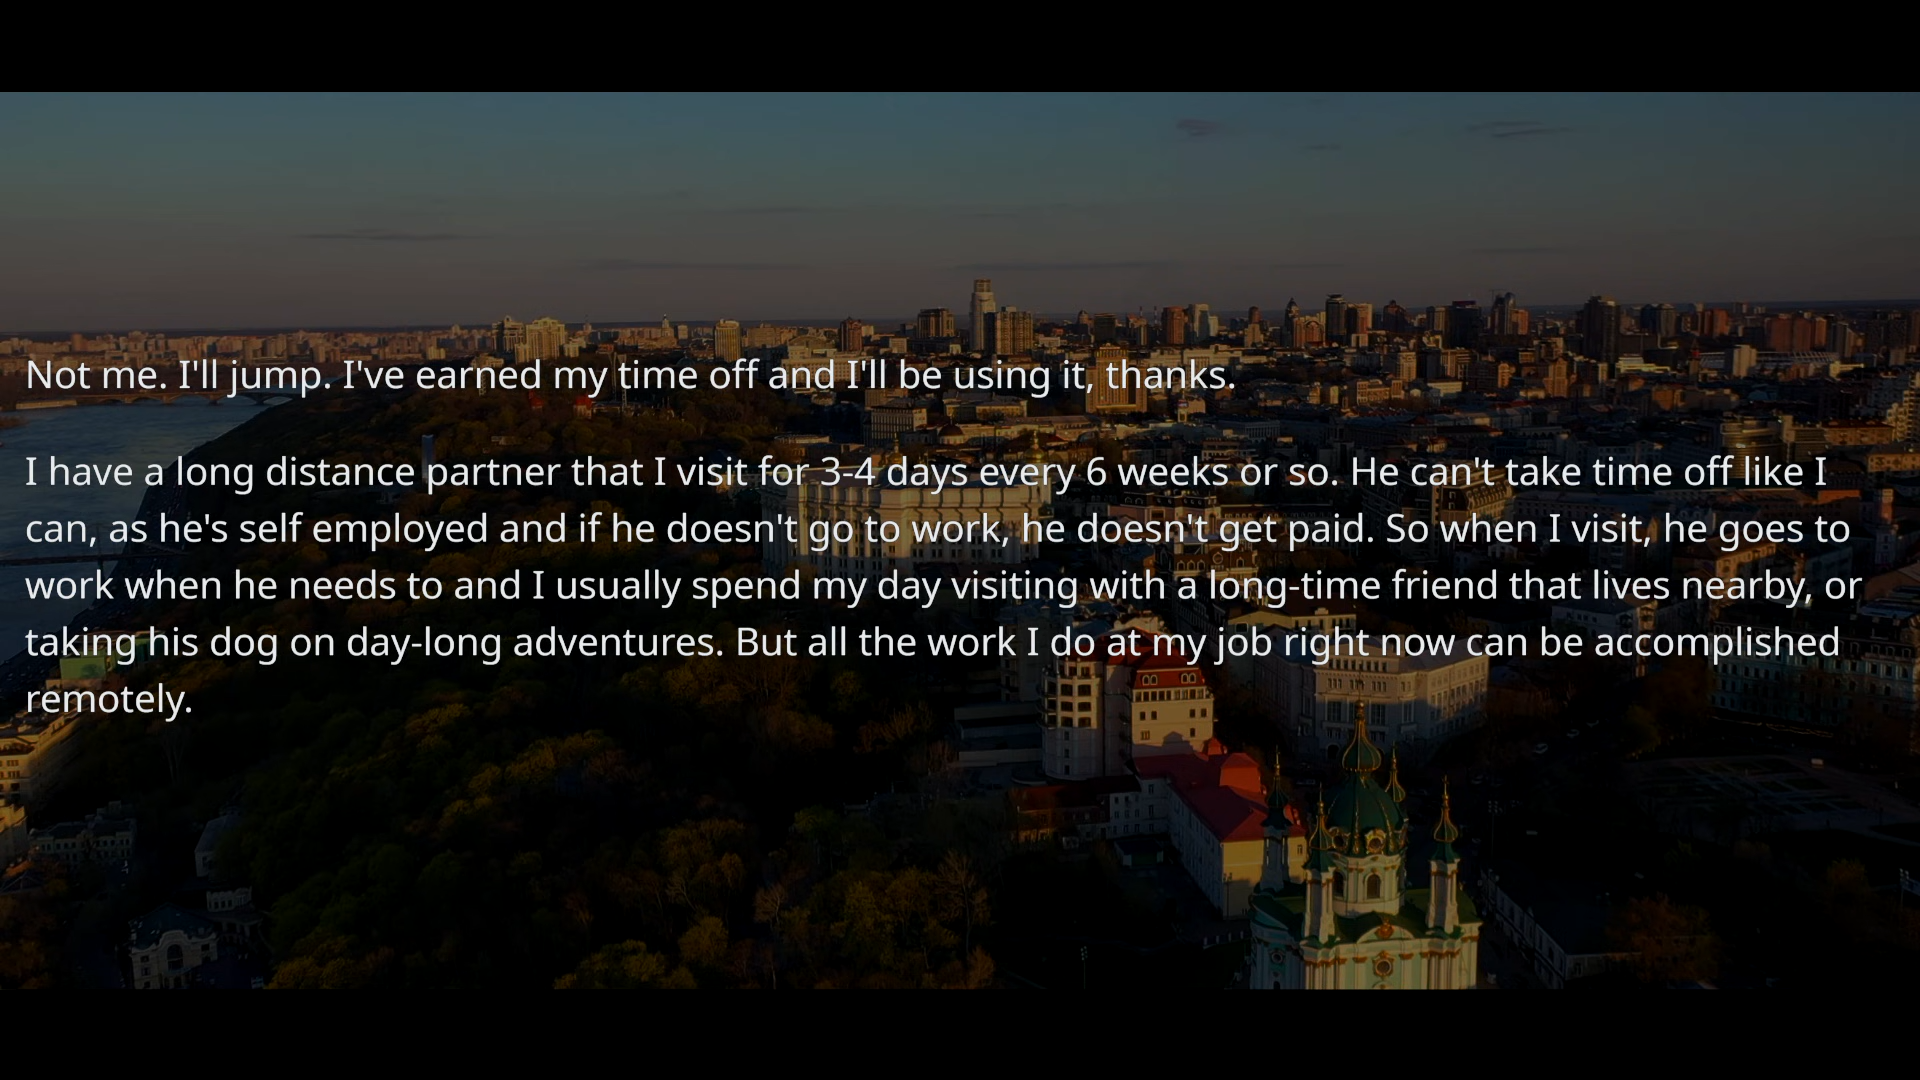 Not me. I'll jump. I've earned my time off and I'll be using it, thanks.
I have a long distance partner that I visit for 3-4 days every 6 weeks or so. He can't take time off like I
can, as he's self employed and if he doesn't go to work, he doesn't get paid. So when I visit, he goes to
work when he needs to and I usually spend my day visiting with a long-time friend that lives nearby, or
taking his dog on day-long adventures. But all the work I do at my job right now can be accomplished
remotely.